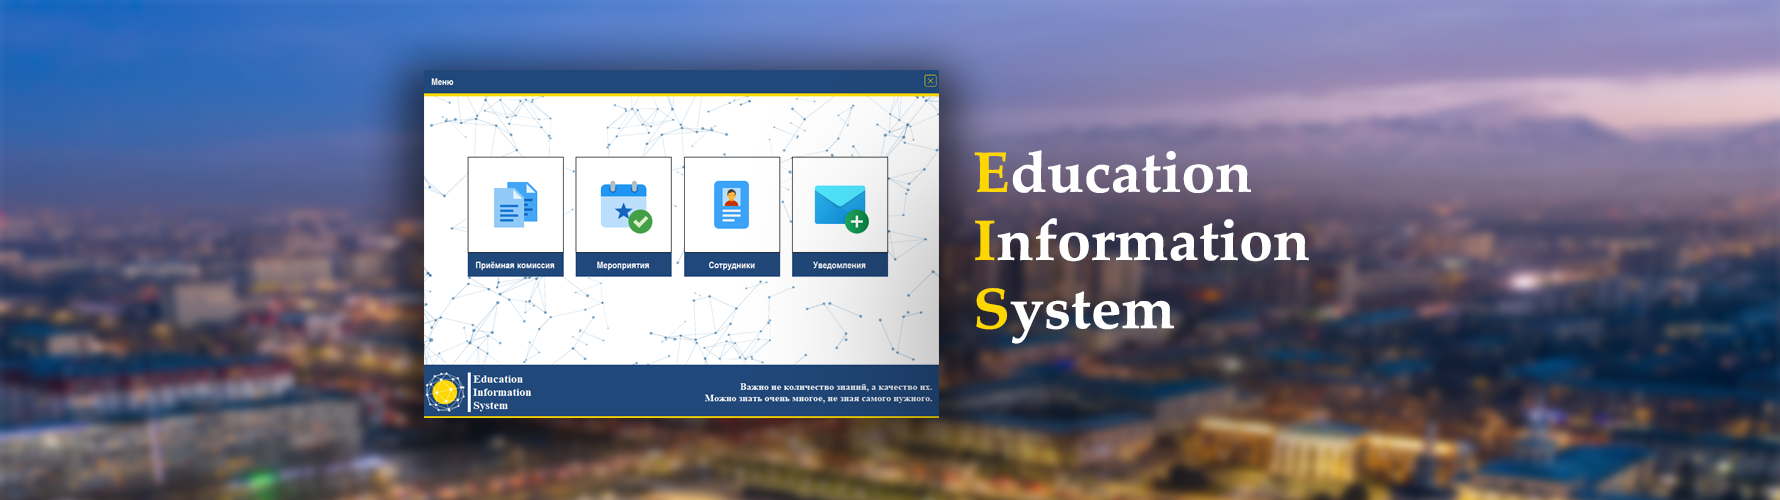 Меню
Приёмная комиссия
Мероприятия
Сотрудники
Уведомления
Education
Information
System
Важно не количество знаний, а качество их.
Можно знать очень многое, не зная самого нужного.
Education
Information
System